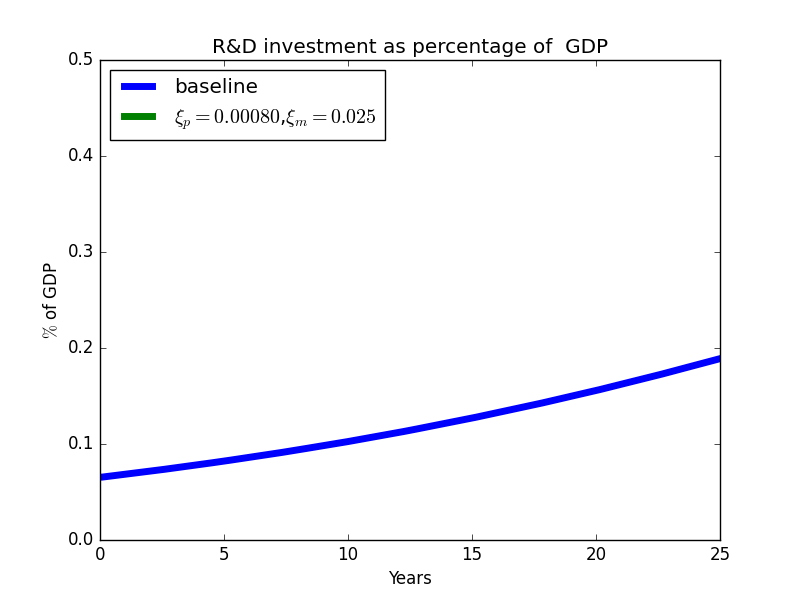 R&D investment as percentage of  GDP
0.5
baseline
ξp = 0.00080,ξm = 0.025
0.4
0.3
% of GDP
0.2
0.1
0.0
0 5 10 15 20 25
Years